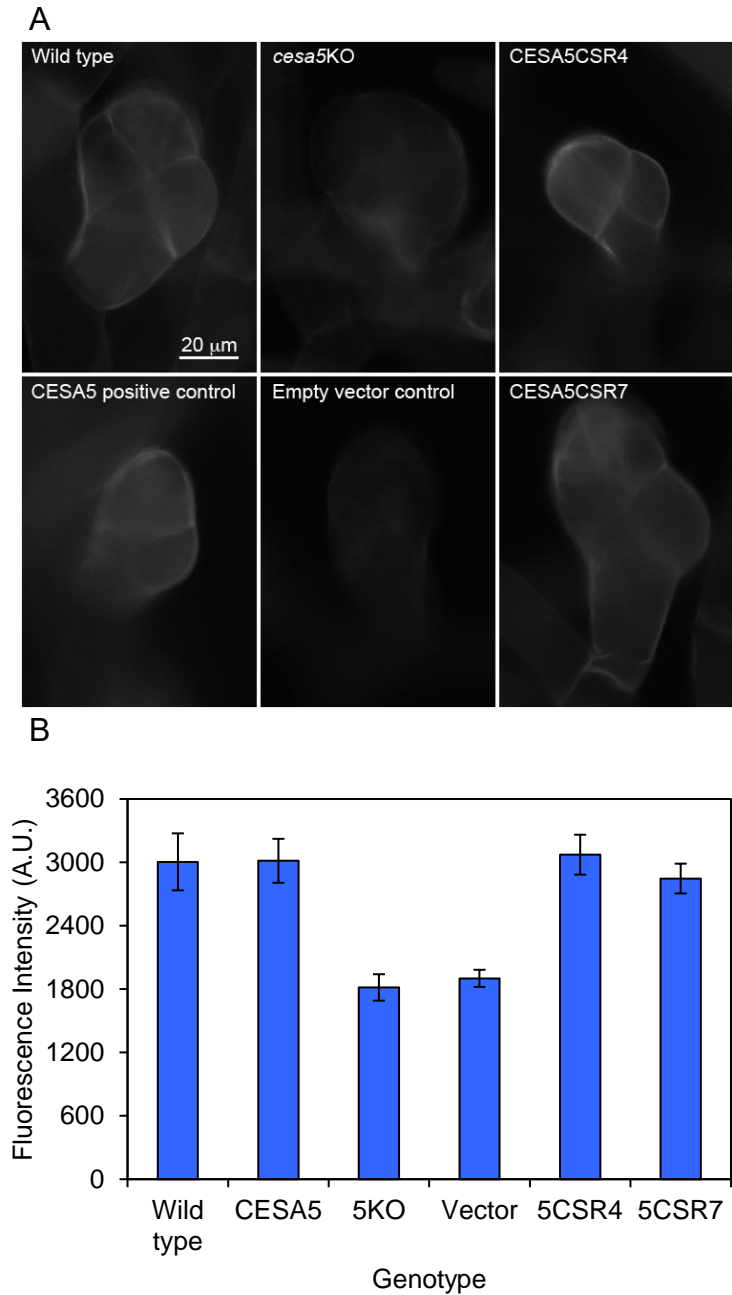 A
Wild type
cesa5KO
CESA5CSR4
20 μm
CESA5 positive control
Empty vector control
CESA5CSR7
B
Fluorescence Intensity (A.U.)
3600
3000
2400
1800
1200
600
0
Wild type
CESA5
5KO
Vector
5CSR4
5CSR7
Genotype